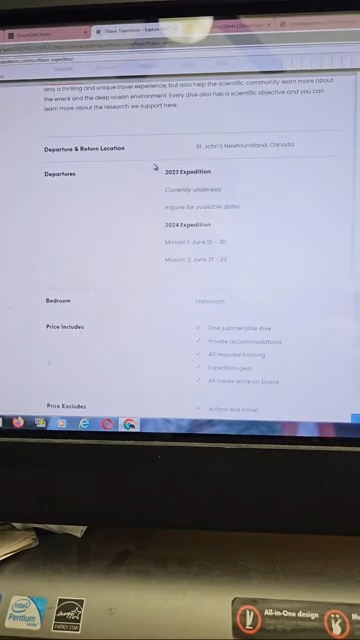 only a thrilling and unique travel experience, but also help the scientific community learn more about
the wreck and the deep ocean environment. Every dive also has a scientific objective and you can
learn more about the research we support here.
Departure & Return Location
St. John's Newfoundland, Canada
Departures
2023 Expedition
Currently underway
Inquire for available dates
2024 Expedition
Mission 1: June 12 - 20
Mission 2: June 21 - 29
Bedroom
Stateroom
Price Includes
✓ One submersible dive
✓ Private accommodations
✓ All required training
✓ Expedition gear
✓ All meals while on board
Price Excludes
✓ Airfare and travel
intel
Pentium
ENERGY STAR
All-in-One design